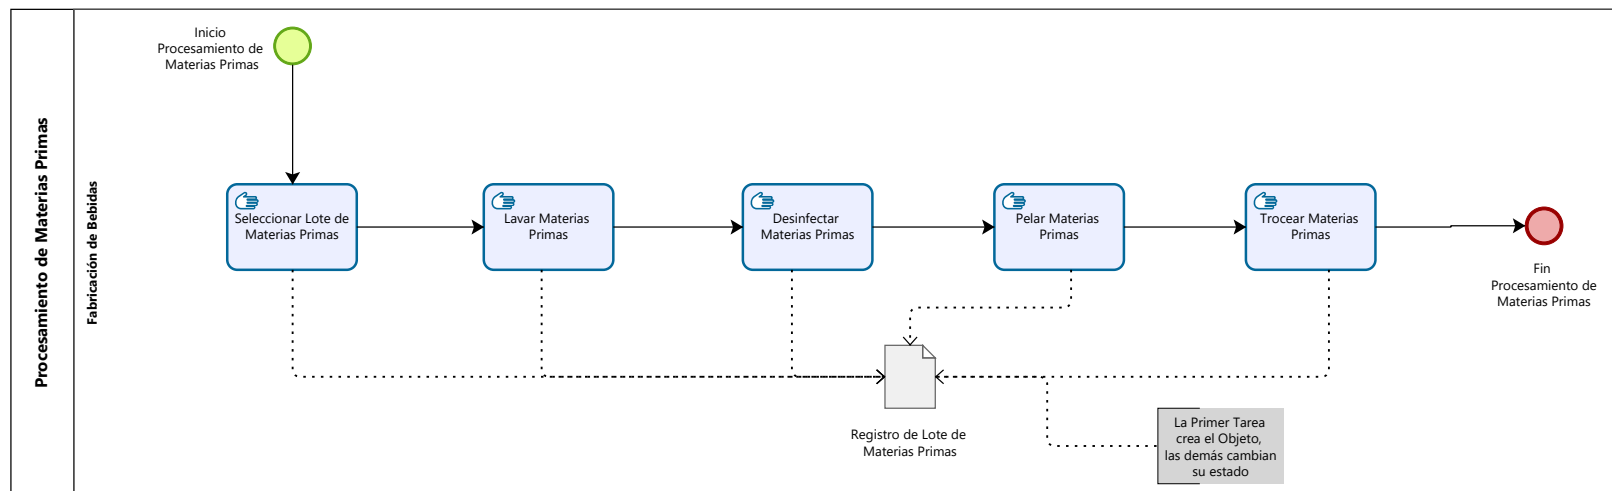 Procesamiento de Materias Primas
Fabricación de Bebidas
Inicio
Procesamiento de
Materias Primas
Seleccionar Lote de
Materias Primas
Lavar Materias
Primas
Desinfectar
Materias Primas
Pelar Materias
Primas
Trocear Materias
Primas
Fin
Procesamiento de
Materias Primas
Registro de Lote de
Materias Primas
La Primer Tarea
crea el Objeto,
las demás cambian
su estado